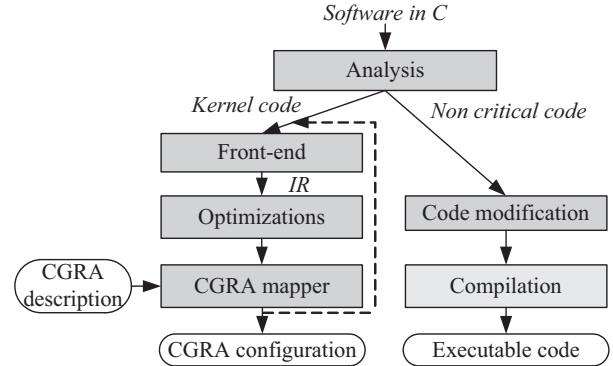 Software in C
Analysis
Kernel code
Non critical code
Front-end
IR
Optimizations
Code modification
CGRA
description
CGRA mapper
Compilation
CGRA configuration
Executable code